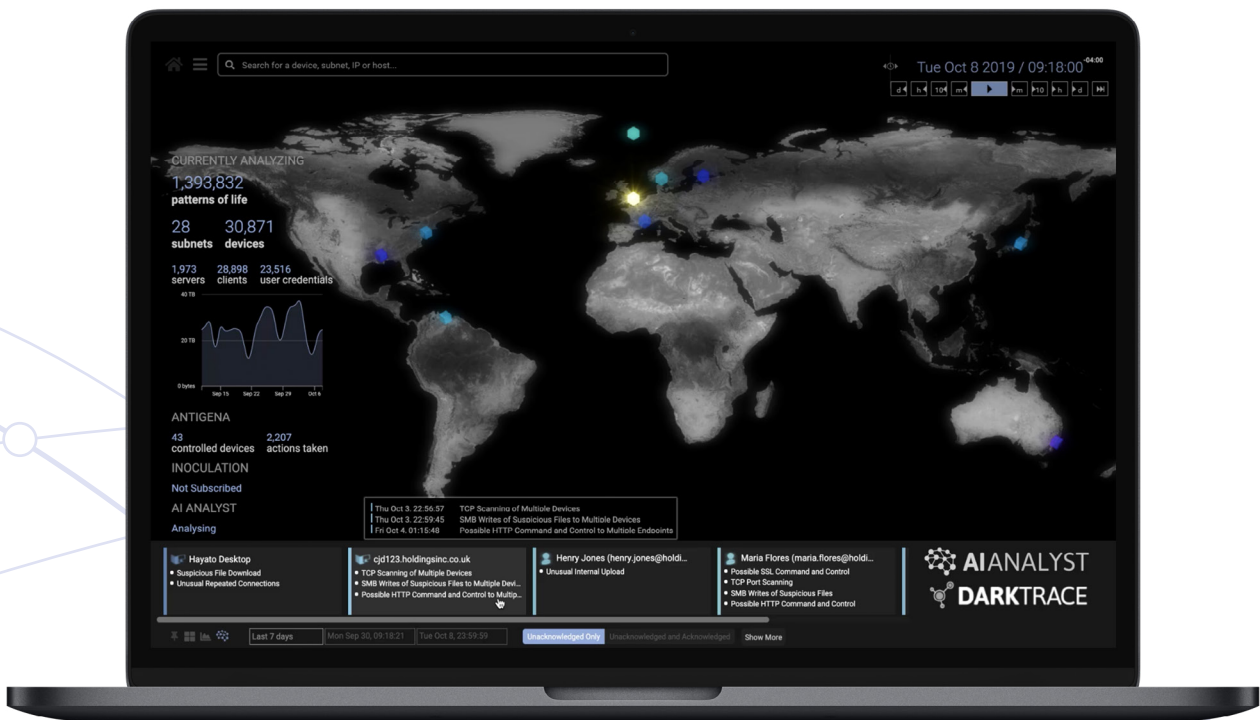 Search for a device, subnet, IP or host...
Tue Oct 8 2019 / 09:18:00 -04:00
d h 10 m m 10 h d
CURRENTLY ANALYZING
1,393,832
patterns of life
28 30,871
subnets devices
1,973 28,898 23,516
servers clients user credentials
40 TB
20 TB
0 bytes
Sep 15 Sep 22 Sep 29 Oct 6
ANTIGENA
43 2,207
controlled devices actions taken
INOCULATION
Not Subscribed
AI ANALYST
Analysing
Thu Oct 3. 22:56:57 TCP Scanning of Multiple Devices
Thu Oct 3. 22:59:45 SMB Writes of Suspicious Files to Multiple Devices
Fri Oct 4. 01:15:48 Possible HTTP Command and Control to Multiple Endpoints
Hayato Desktop
Suspicious File Download
Unusual Repeated Connections
cjd123.holdingsinc.co.uk
TCP Scanning of Multiple Devices
SMB Writes of Suspicious Files to Multiple Devi...
Possible HTTP Command and Control to Multip...
Henry Jones (henry.jones@holdi...
Unusual Internal Upload
Maria Flores (maria.flores@holdi...
Possible SSL Command and Control
TCP Port Scanning
SMB Writes of Suspicious Files
Possible HTTP Command and Control
AIANALYST
DARKTRACE
Last 7 days Mon Sep 30, 09:18:21 Tue Oct 8, 23:59:59 Unacknowledged Only Unacknowledged and Acknowledged Show More